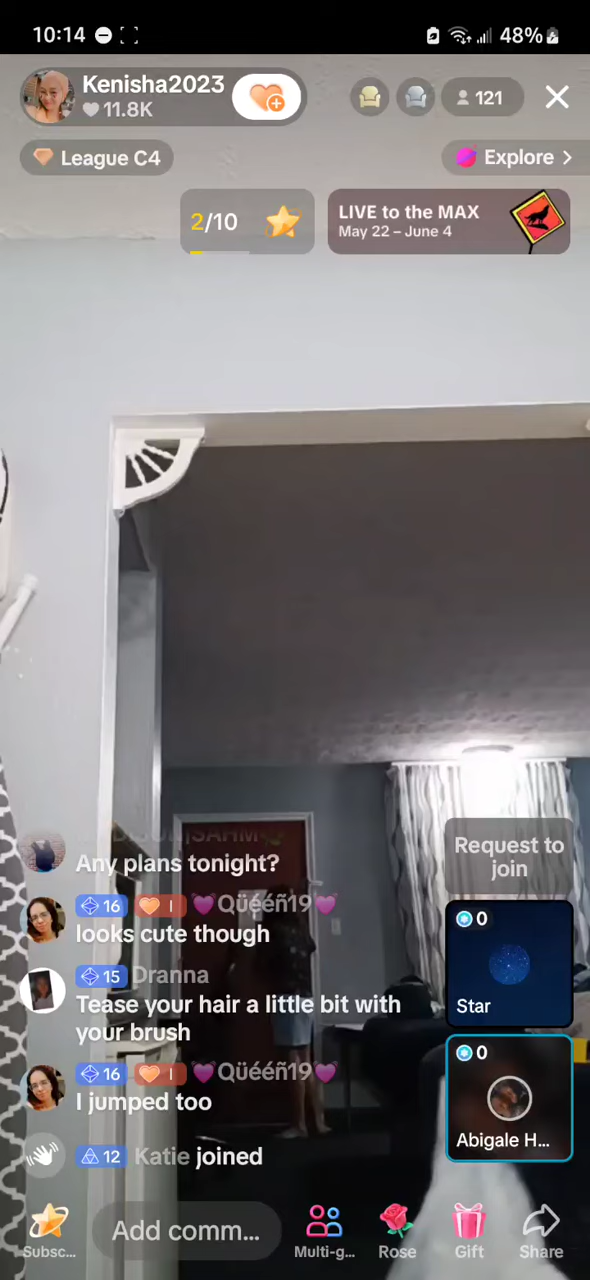 10:14
48%
Kenisha2023
11.8K
121
League C4
Explore >
2/10
LIVE to the MAX
May 22 – June 4
Any plans tonight?
16 I 💜Qüééñ19💜
looks cute though
15 Dranna
Tease your hair a little bit with
your brush
16 I 💜Qüééñ19💜
I jumped too
12 Katie joined
Request to
join
0
Star
0
Abigale H...
Subsc...
Add comm...
Multi-g...
Rose
Gift
Share